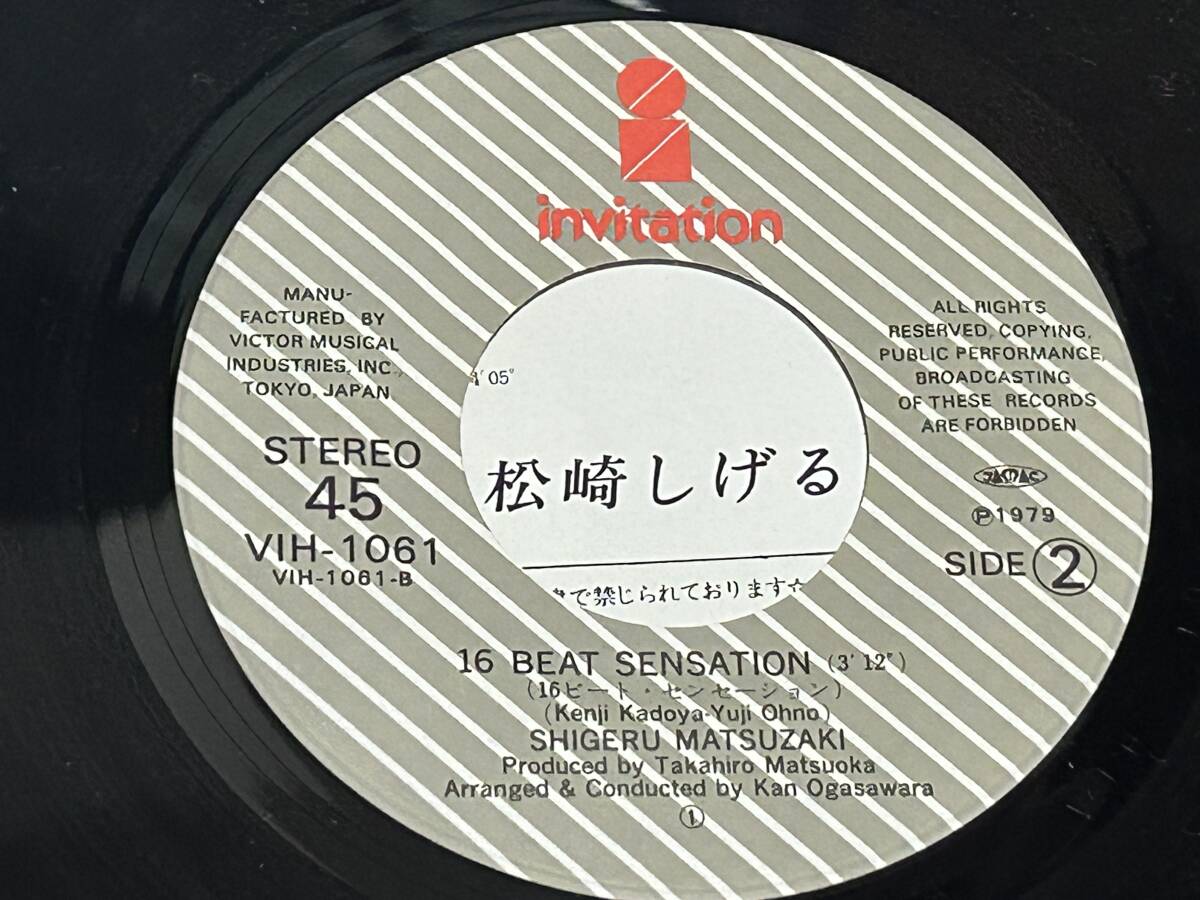 invitation
MANU-
FACTURED BY
VICTOR MUSICAL
INDUSTRIES, INC.,
TOKYO, JAPAN
STEREO
45
VIH-1061
VIH-1061-B
ALL RIGHTS
RESERVED, COPYING,
PUBLIC PERFORMANCE,
BROADCASTING
OF THESE RECORDS
ARE FORBIDDEN
JASRAC
Ⓟ1979
SIDE ②
05"
松崎しげる
で禁じられております☆
16 BEAT SENSATION (3' 12")
(16ビート・センセーション)
(Kenji Kadoya-Yuji Ohno)
SHIGERU MATSUZAKI
Produced by Takahiro Matsuoka
Arranged & Conducted by Kan Ogasawara
①